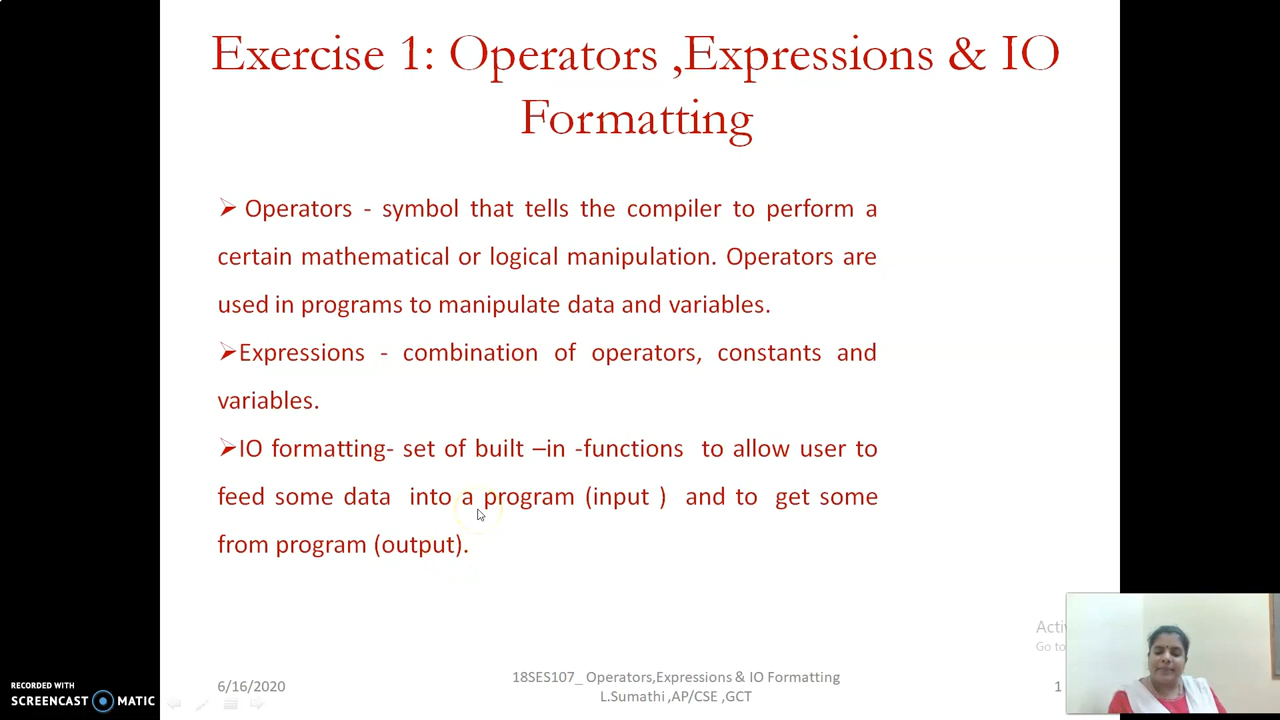 Exercise 1: Operators ,Expressions & IO
Formatting
➢ Operators - symbol that tells the compiler to perform a
certain mathematical or logical manipulation. Operators are
used in programs to manipulate data and variables.
➢Expressions - combination of operators, constants and
variables.
➢IO formatting- set of built –in -functions to allow user to
feed some data into a program (input ) and to get some
from program (output).
Go to
RECORDED WITH
SCREENCAST MATIC
6/16/2020
18SES107_ Operators,Expressions & IO Formatting
L.Sumathi ,AP/CSE ,GCT
1